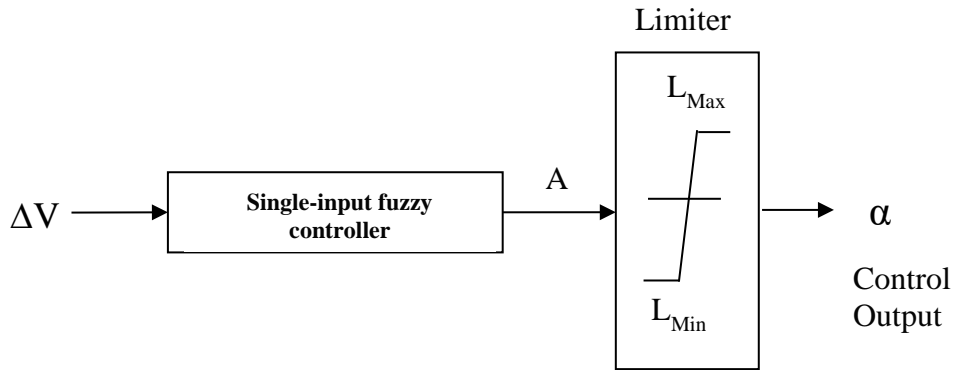 Limiter
L_Max
A
ΔV
Single-input fuzzy
controller
α
L_Min
Control
Output